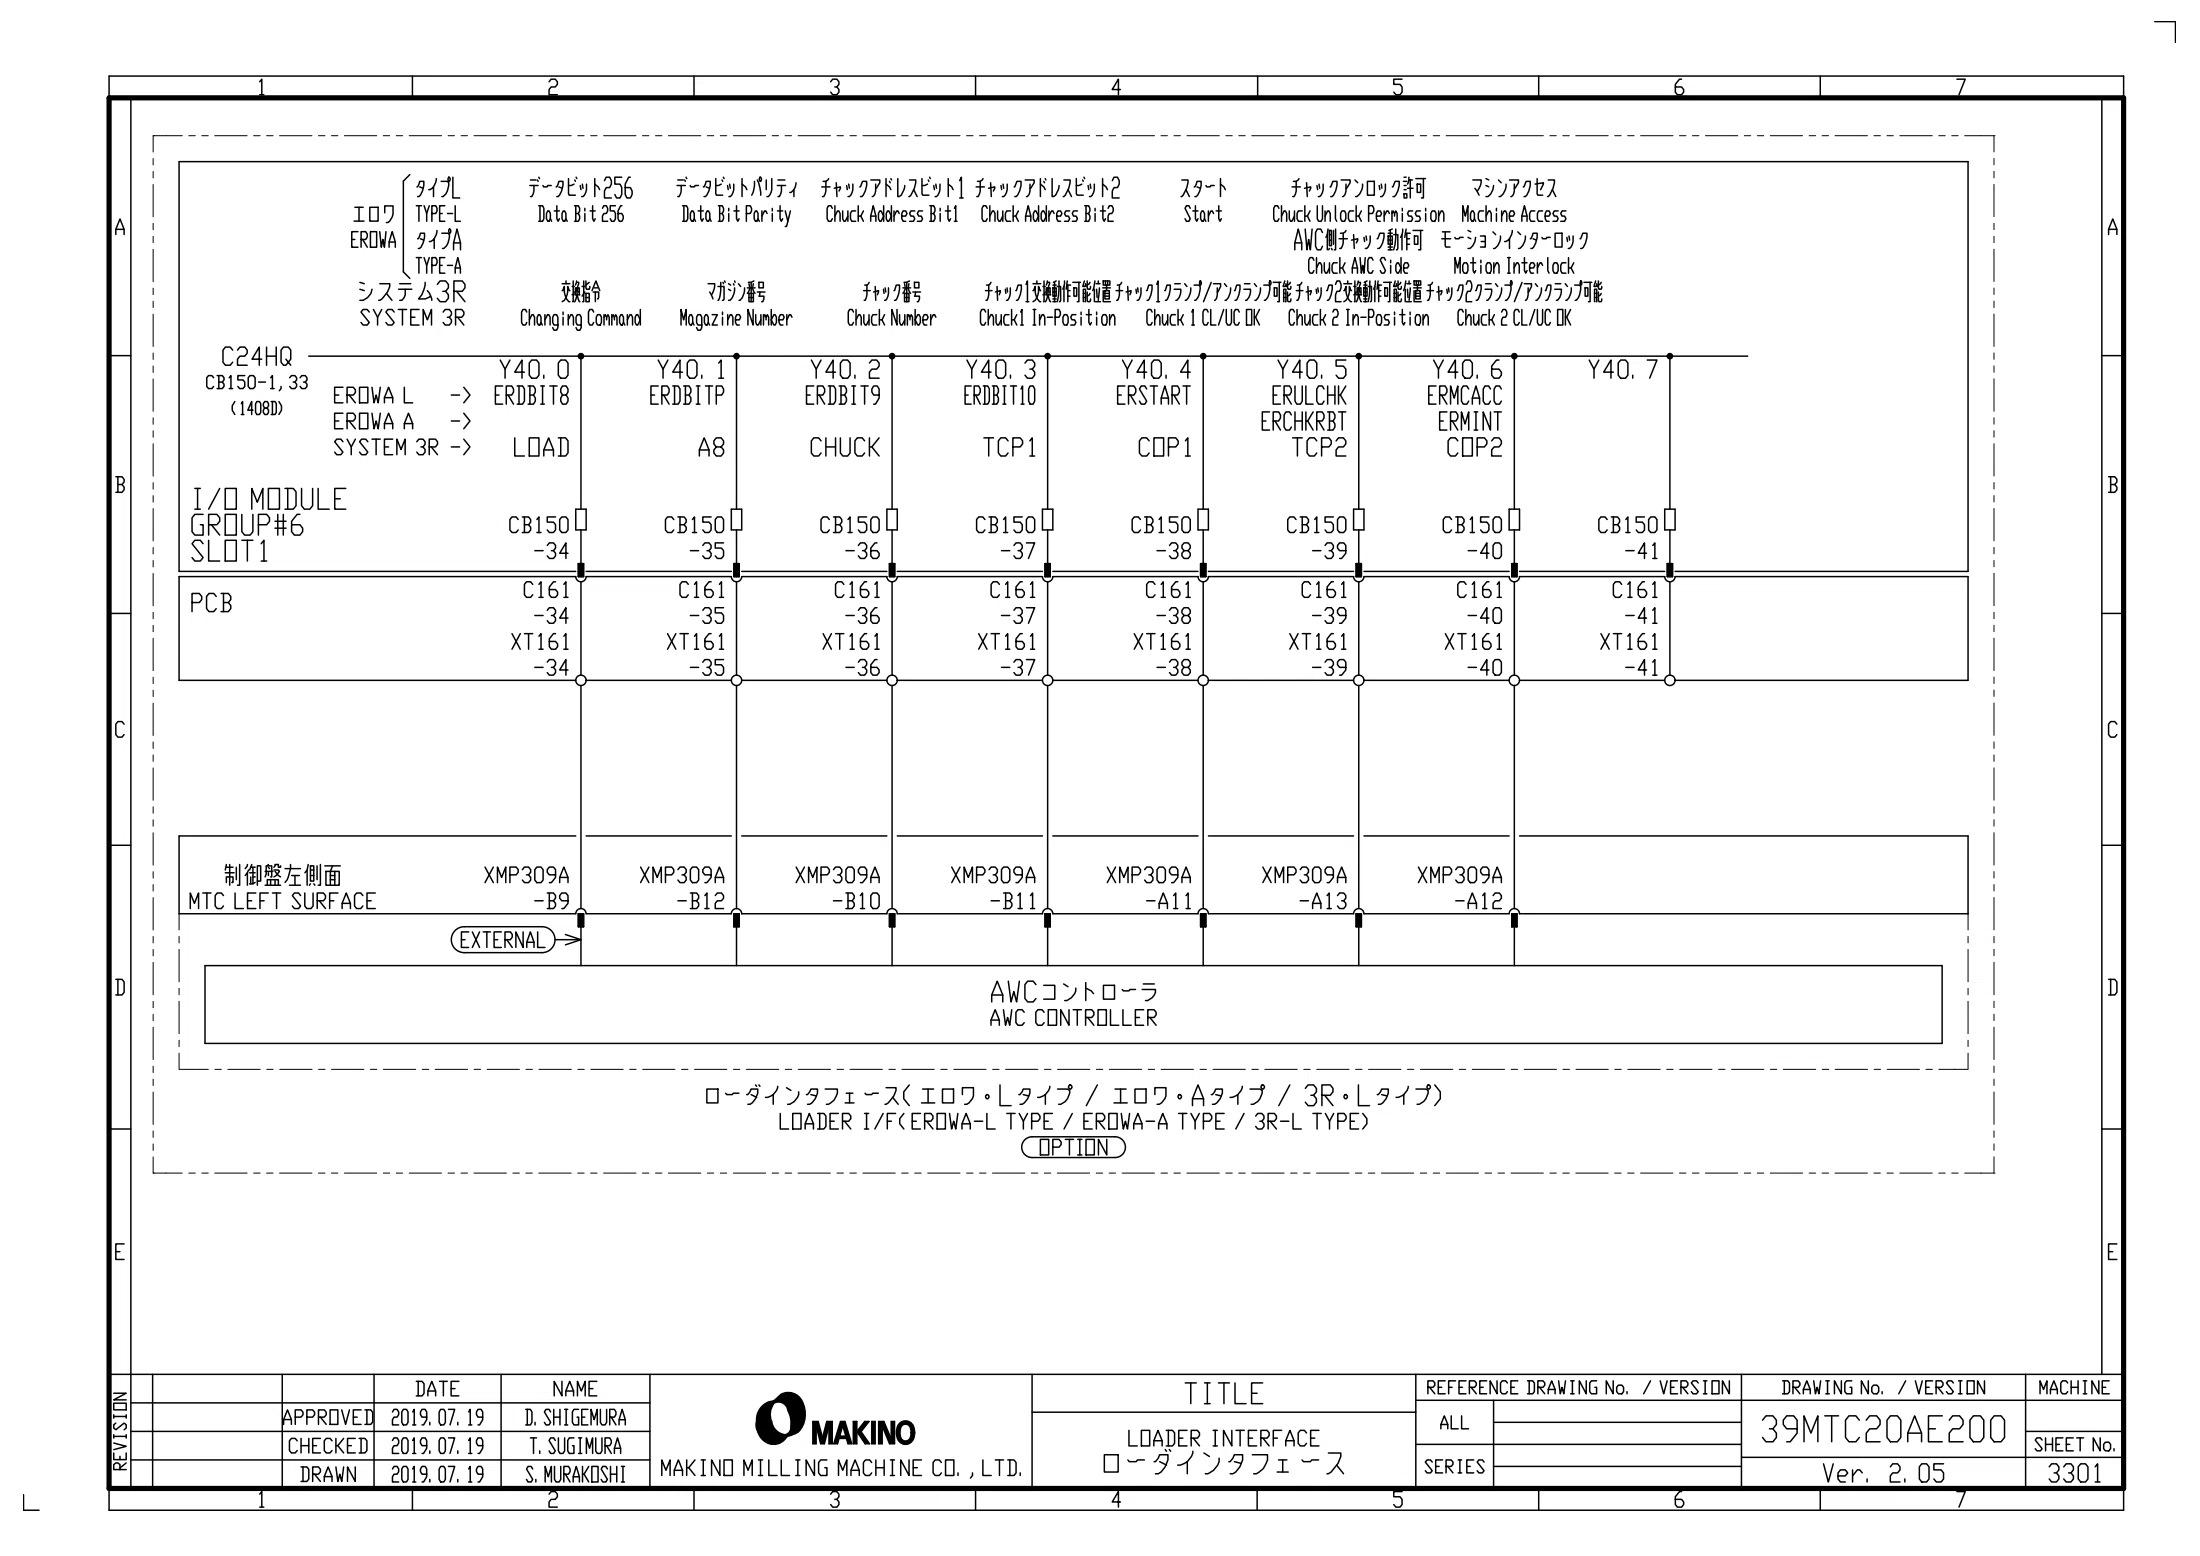 1 2 3 4 5 6 7
タイプL データビット256 データビットパリティ チャックアドレスビット1 チャックアドレスビット2 スタート チャックアンロック許可 マシンアクセス
エロワ TYPE-L Data Bit 256 Data Bit Parity Chuck Address Bit1 Chuck Address Bit2 Start Chuck Unlock Permission Machine Access
A A
EROWA タイプA AWC側チャック動作可 モーションインターロック
TYPE-A Chuck AWC Side Motion Interlock
システム3R 交換指令 マガジン番号 チャック番号 チャック1交換動作可能位置 チャック1クランプ/アンクランプ可能 チャック2交換動作可能位置 チャック2クランプ/アンクランプ可能
SYSTEM 3R Changing Command Magazine Number Chuck Number Chuck1 In-Position Chuck 1 CL/UC OK Chuck 2 In-Position Chuck 2 CL/UC OK
C24HQ Y40.0 Y40.1 Y40.2 Y40.3 Y40.4 Y40.5 Y40.6 Y40.7
CB150-1,33
EROWA L -> ERDBIT8 ERDBITP ERDBIT9 ERDBIT10 ERSTART ERULCHK ERMCACC
(1408D)
EROWA A -> ERCHKRBT ERMINT
SYSTEM 3R -> LOAD A8 CHUCK TCP1 COP1 TCP2 COP2
B B
I/O MODULE
GROUP#6 CB150 CB150 CB150 CB150 CB150 CB150 CB150 CB150
SLOT1 -34 -35 -36 -37 -38 -39 -40 -41
PCB C161 C161 C161 C161 C161 C161 C161 C161
-34 -35 -36 -37 -38 -39 -40 -41
XT161 XT161 XT161 XT161 XT161 XT161 XT161 XT161
-34 -35 -36 -37 -38 -39 -40 -41
C C
制御盤左側面 XMP309A XMP309A XMP309A XMP309A XMP309A XMP309A XMP309A
MTC LEFT SURFACE -B9 -B12 -B10 -B11 -A11 -A13 -A12
EXTERNAL
D D
AWCコントローラ
AWC CONTROLLER
ローダインタフェース(エロワ・Lタイプ / エロワ・Aタイプ / 3R・Lタイプ)
LOADER I/F(EROWA-L TYPE / EROWA-A TYPE / 3R-L TYPE)
OPTION
E E
REVISION
DATE NAME
APPROVED 2019.07.19 D. SHIGEMURA
CHECKED 2019.07.19 T. SUGIMURA
DRAWN 2019.07.19 S. MURAKOSHI
MAKINO
MAKINO MILLING MACHINE CO.,LTD.
TITLE
LOADER INTERFACE
ローダインタフェース
REFERENCE DRAWING No. / VERSION
ALL
SERIES
DRAWING No. / VERSION
39MTC20AE200
Ver. 2.05
MACHINE
SHEET No.
3301
1 2 3 4 5 6 7